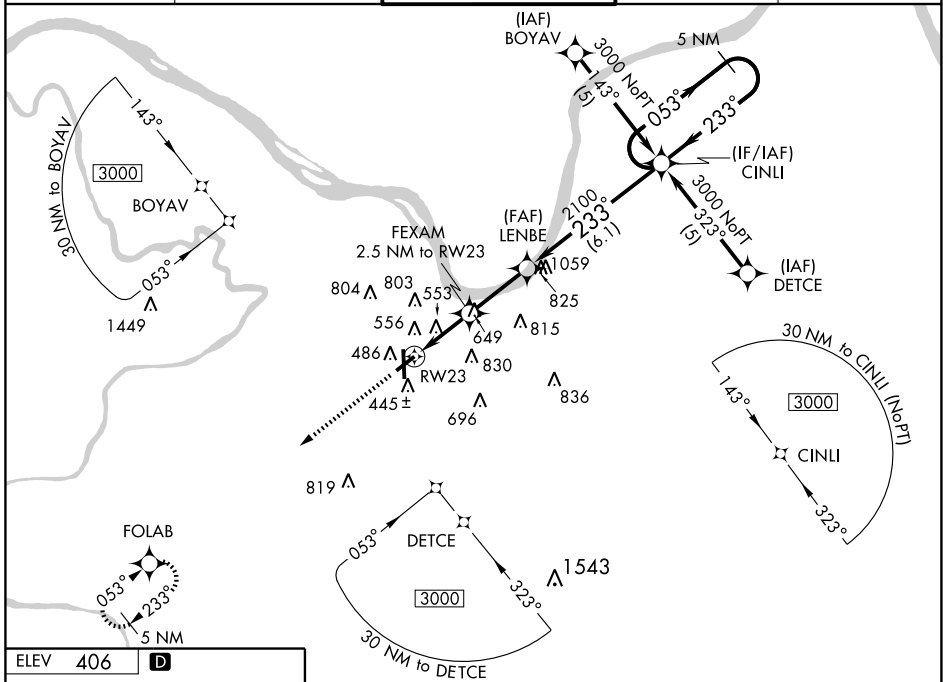 (IAF)
BOYAV
3000 NoPT
143°
(5)
5 NM
053°
233°
(IF/IAF)
CINLI
3000 NoPT
323°
(5)
(IAF)
DETCE
2100
233°
(6.1)
(FAF)
LENBE
FEXAM
2.5 NM to RW23
1059
825
804
803
553
556
649
815
486
RW23
830
445±
696
836
30 NM to BOYAV
143°
3000
BOYAV
053°
1449
30 NM to CINLI (NoPT)
143°
3000
CINLI
323°
819
DETCE
053°
323°
3000
30 NM to DETCE
1543
FOLAB
053°
233°
5 NM
ELEV 406 D